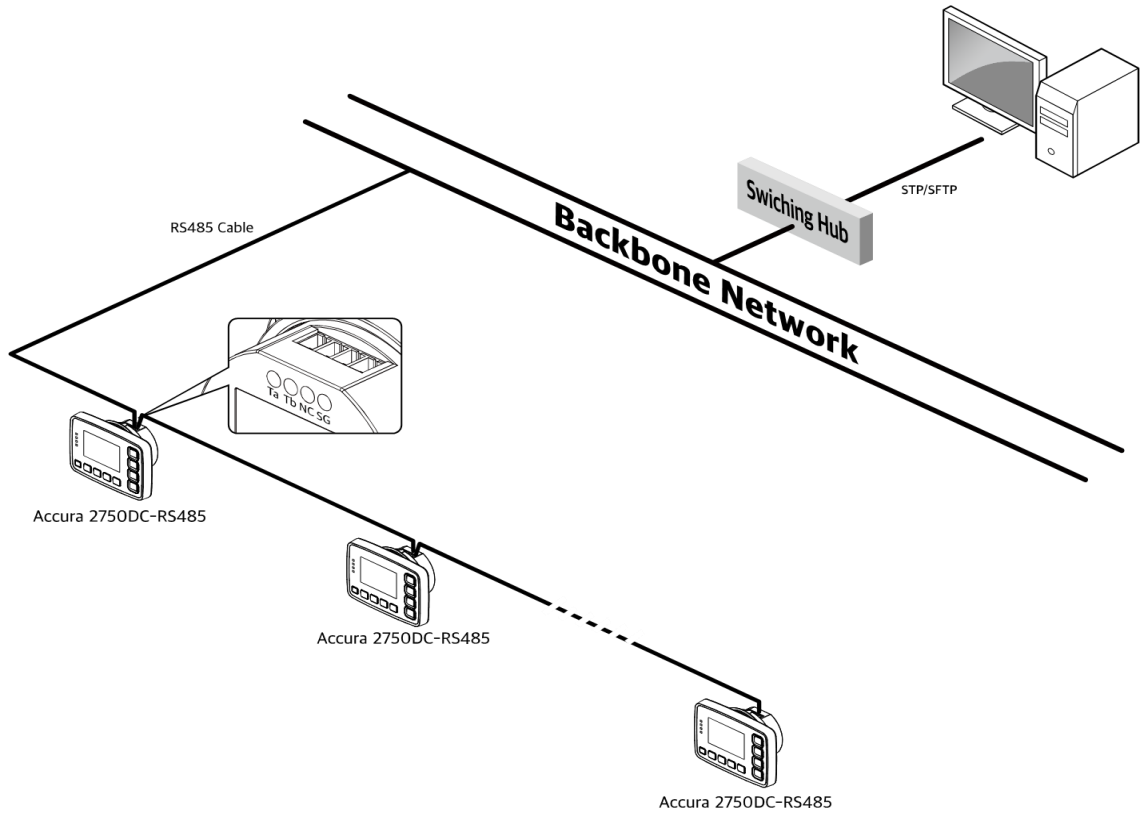 STP/SFTP
Swiching Hub
Backbone Network
RS485 Cable
Ta Tb NC SG
Accura 2750DC-RS485
Accura 2750DC-RS485
Accura 2750DC-RS485